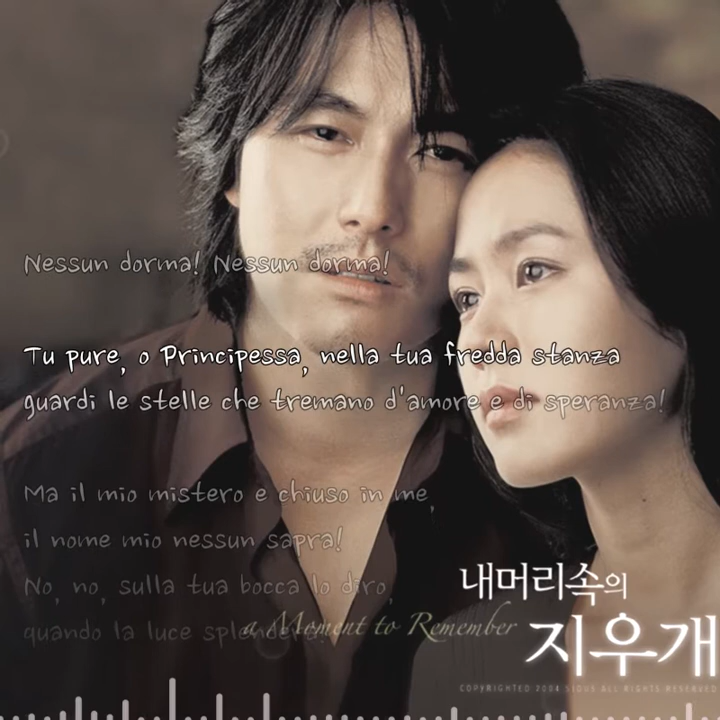 Nessun dorma! Nessun dorma!
Tu pure, o Principessa, nella tua fredda stanza
guardi le stelle che tremano d'amore e di speranza!
Ma il mio mistero e chiuso in me,
il nome mio nessun sapra!
No, no, sulla tua bocca lo diro,
quando la luce
내머리속의
a Moment to Remember
지우개
COPYRIGHTED 2004 SIDUS ALL RIGHTS RESERVED